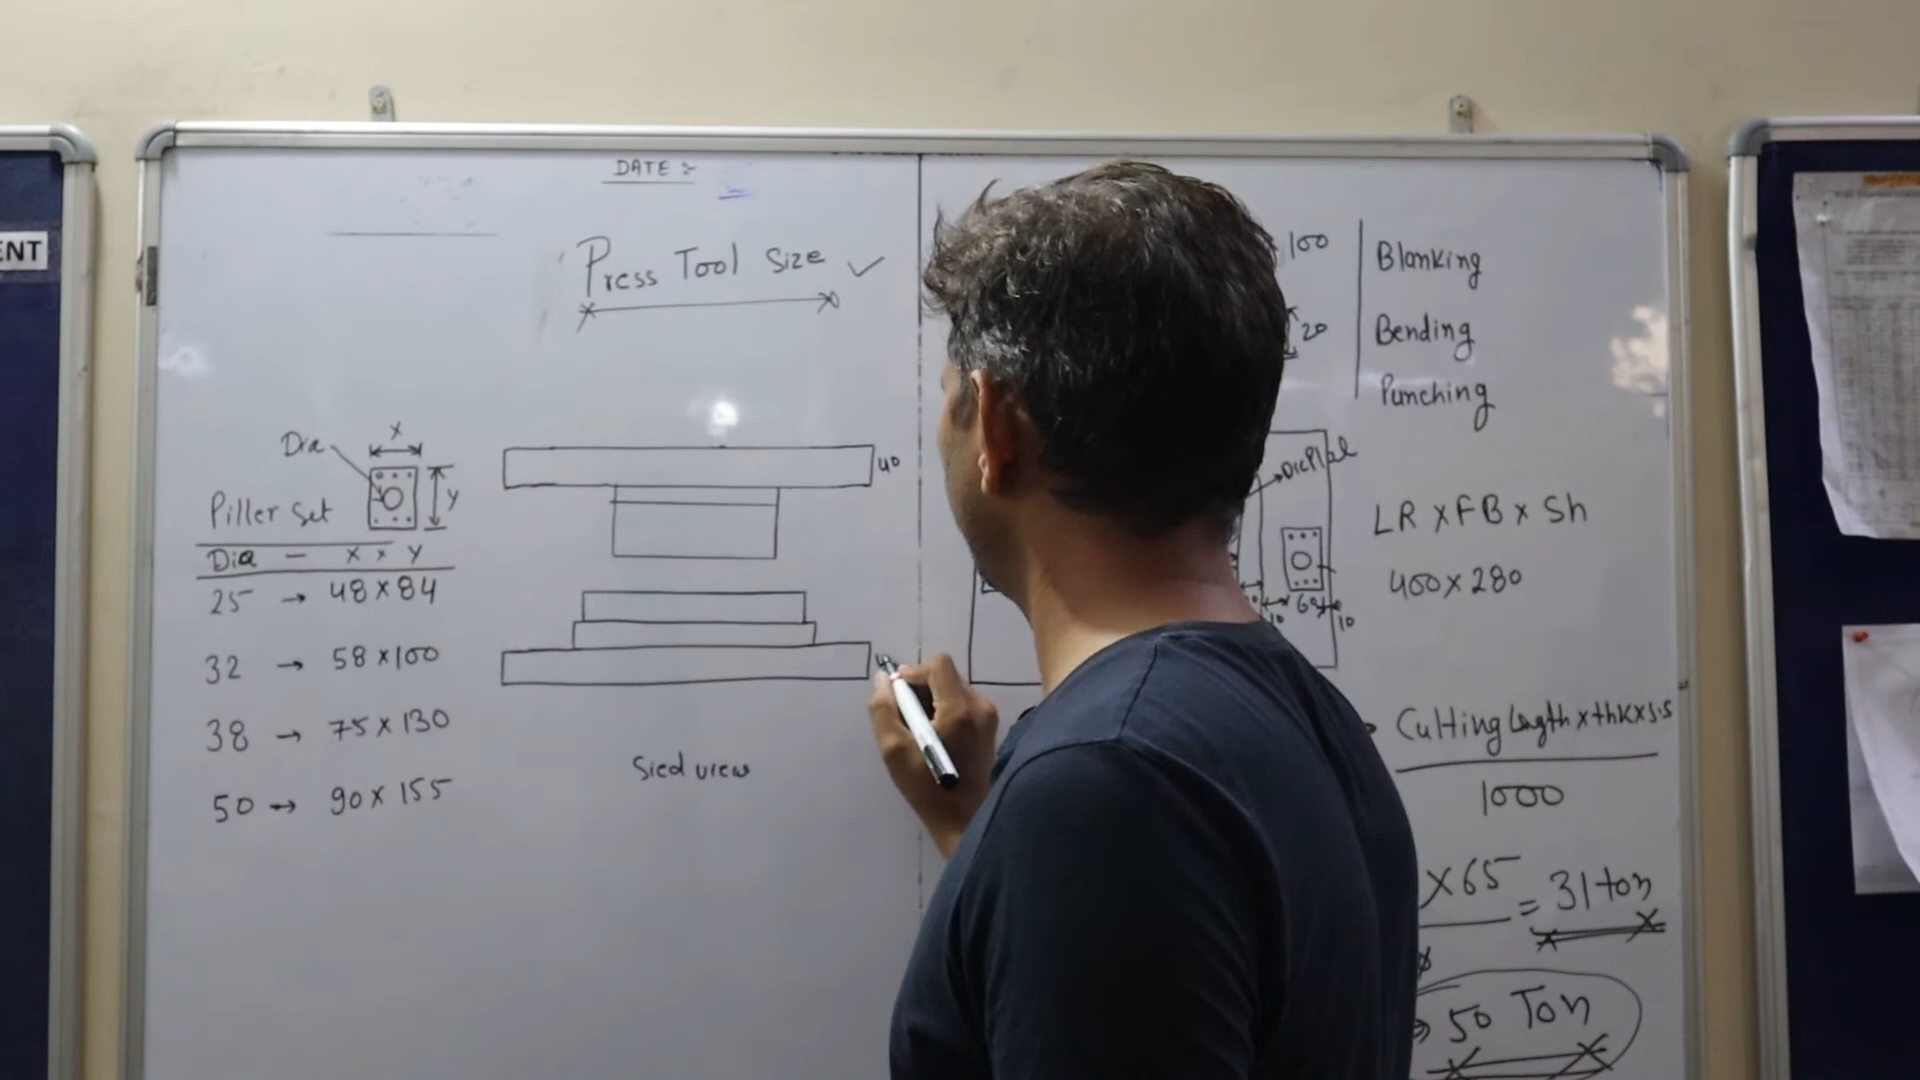 ENT
DATE :-
Press Tool Size
Dia
X
Y
Piller Set
Dia - X x Y
25 → 48 x 84
32 → 58 x 100
38 → 75 x 130
50 → 90 x 155
40
Sied view
100
20
Blanking
Bending
Punching
DiePlat
10
60
10
LR x FB x Sh
400 x 280
Cutting Length x thk x S.S
1000
x 65
= 31 ton
50 Ton